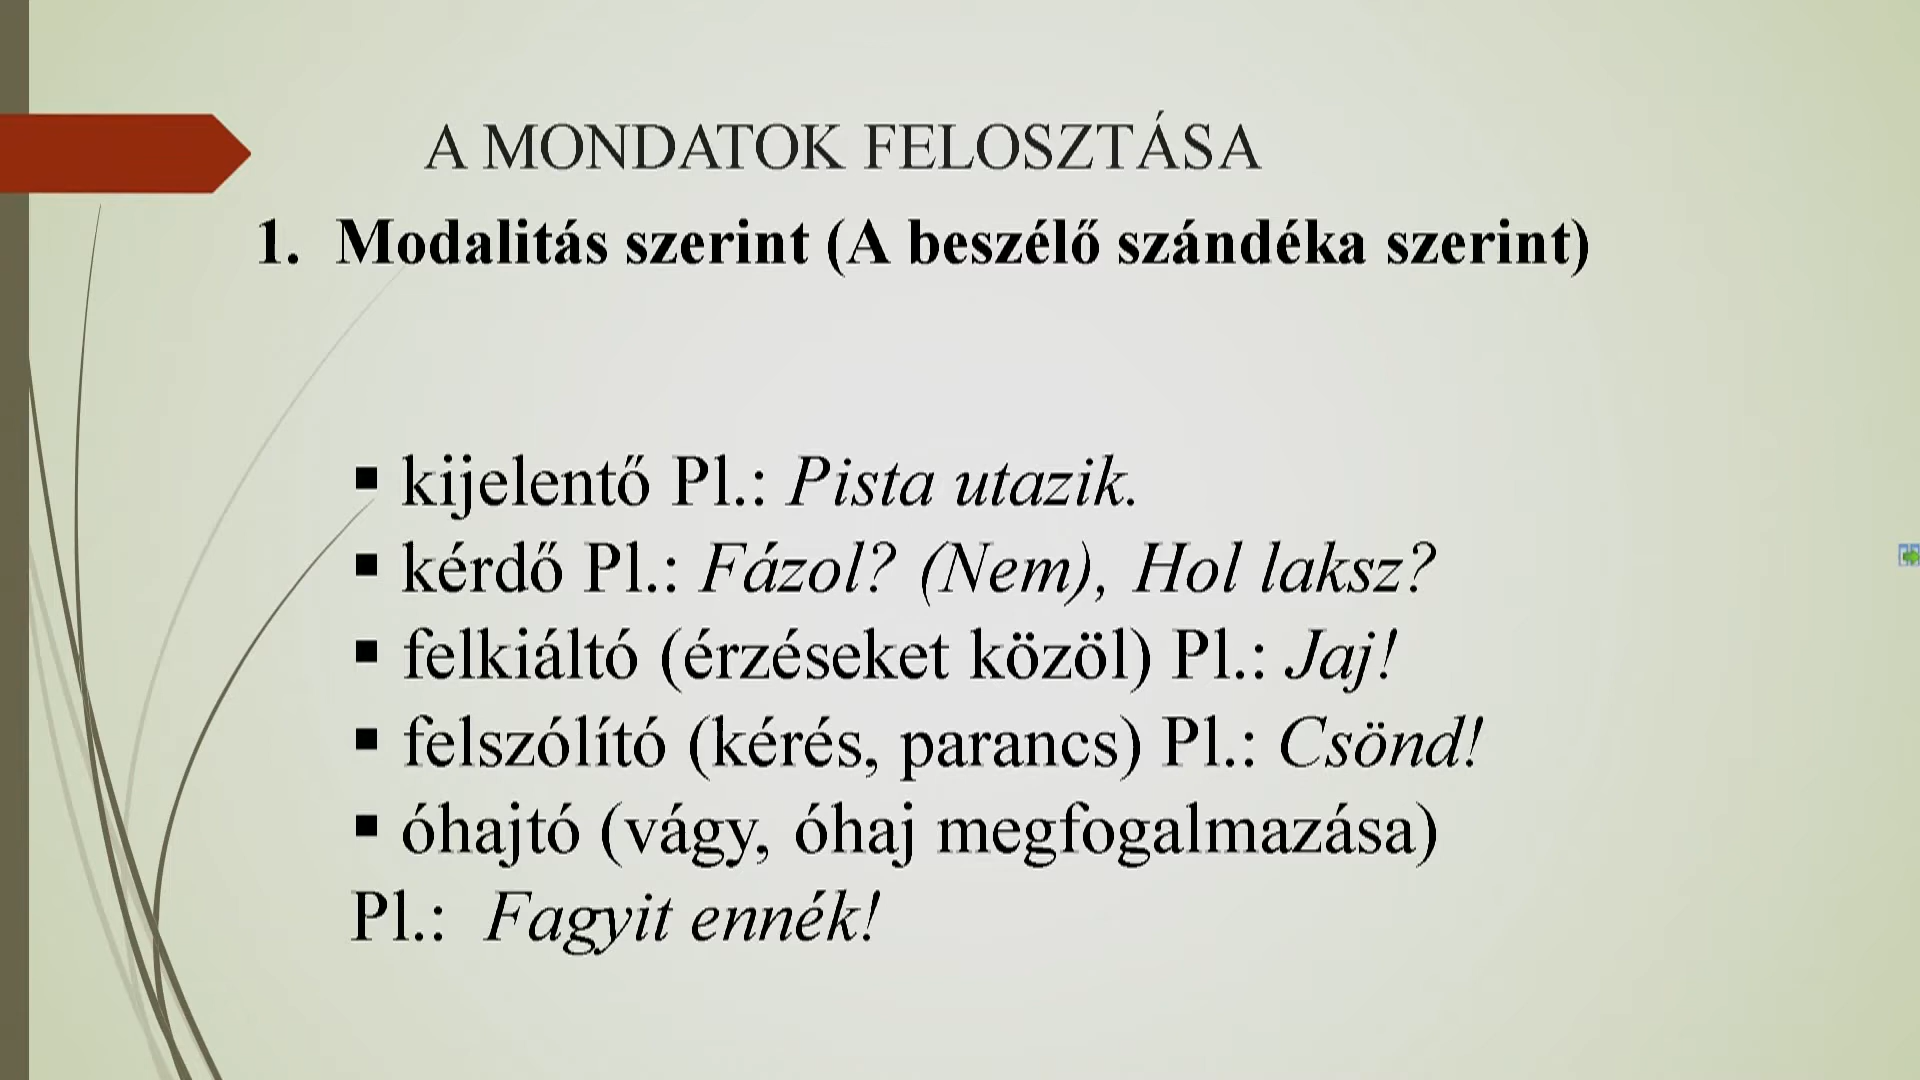 A MONDATOK FELOSZTÁSA
1. Modalitás szerint (A beszélő szándéka szerint)
▪ kijelentő Pl.: Pista utazik.
▪ kérdő Pl.: Fázol? (Nem), Hol laksz?
▪ felkiáltó (érzéseket közöl) Pl.: Jaj!
▪ felszólító (kérés, parancs) Pl.: Csönd!
▪ óhajtó (vágy, óhaj megfogalmazása)
Pl.: Fagyit ennék!